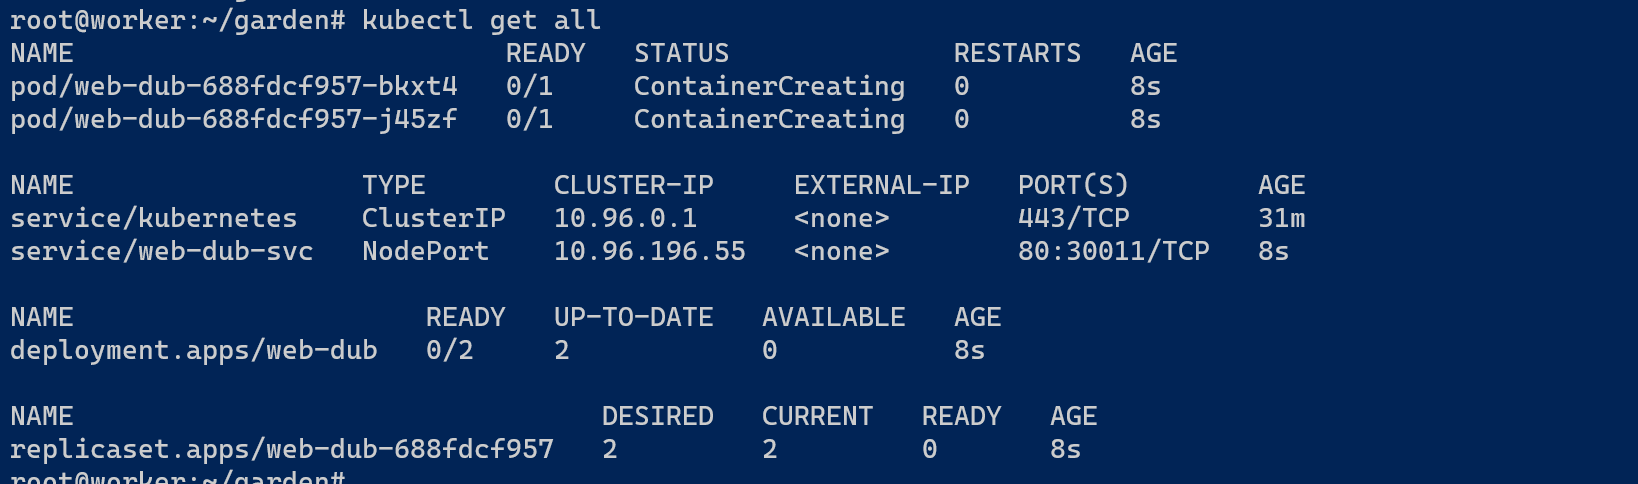 root@worker:~/garden# kubectl get all
NAME                           READY   STATUS              RESTARTS   AGE
pod/web-dub-688fdcf957-bkxt4   0/1     ContainerCreating   0          8s
pod/web-dub-688fdcf957-j45zf   0/1     ContainerCreating   0          8s

NAME                  TYPE        CLUSTER-IP     EXTERNAL-IP   PORT(S)        AGE
service/kubernetes    ClusterIP   10.96.0.1      <none>        443/TCP        31m
service/web-dub-svc   NodePort    10.96.196.55   <none>        80:30011/TCP   8s

NAME                      READY   UP-TO-DATE   AVAILABLE   AGE
deployment.apps/web-dub   0/2     2            0           8s

NAME                                 DESIRED   CURRENT   READY   AGE
replicaset.apps/web-dub-688fdcf957   2         2         0       8s
root@worker:~/garden#